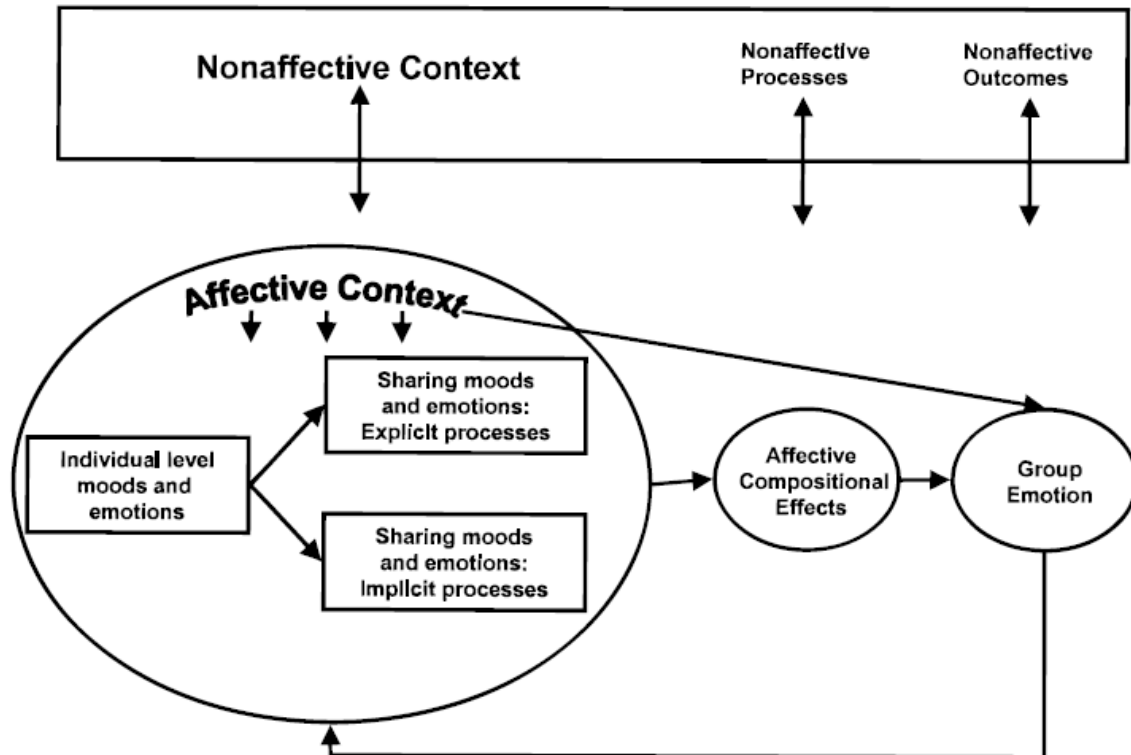 Nonaffective Context
Nonaffective
Processes
Nonaffective
Outcomes
Affective Context
Sharing moods
and emotions:
Explicit processes
Individual level
moods and
emotions
Sharing moods
and emotions:
Implicit processes
Affective
Compositional
Effects
Group
Emotion